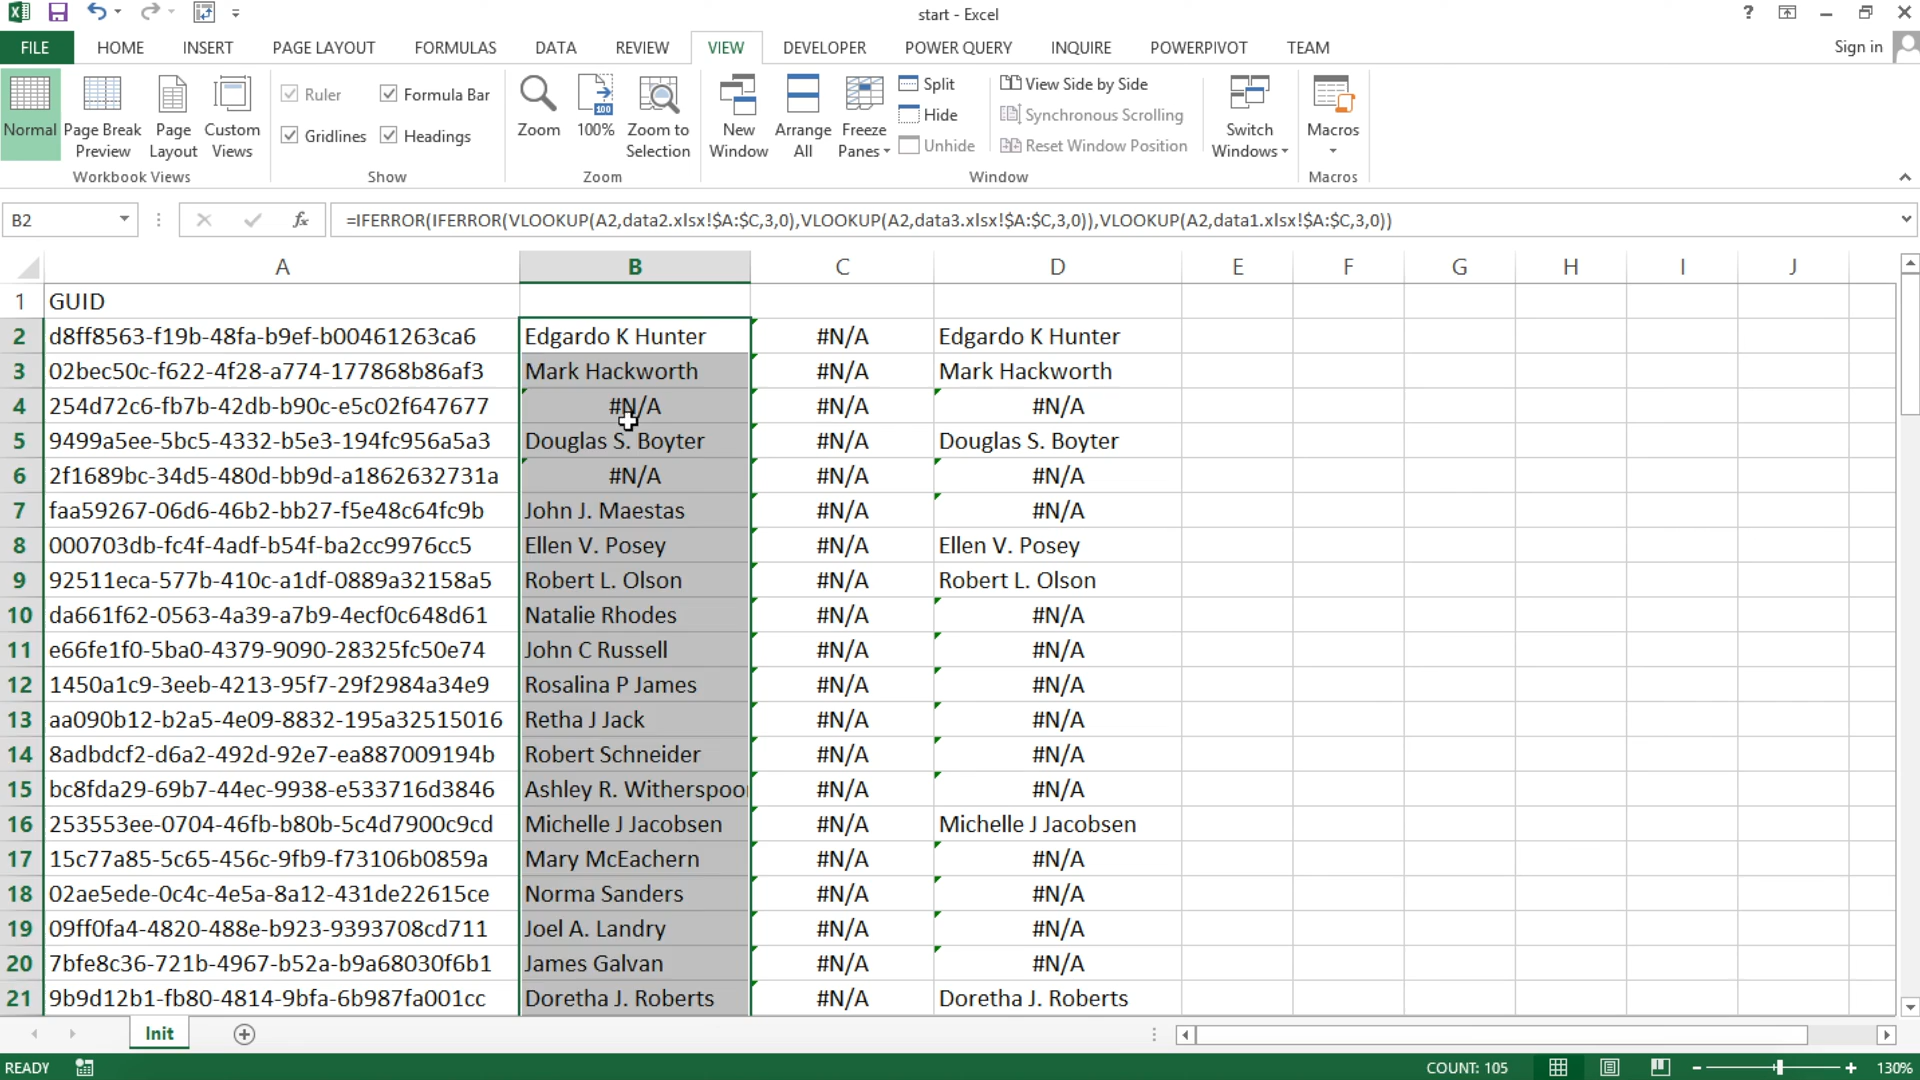 start - Excel
FILE HOME INSERT PAGE LAYOUT FORMULAS DATA REVIEW VIEW DEVELOPER POWER QUERY INQUIRE POWERPIVOT TEAM Sign in
Normal
Page Break
Preview
Page
Layout
Custom
Views
Workbook Views
Ruler
Formula Bar
Gridlines
Headings
Show
Zoom
100
100%
Zoom to
Selection
Zoom
New
Window
Arrange
All
Freeze
Panes
Split
Hide
Unhide
View Side by Side
Synchronous Scrolling
Reset Window Position
Window
Switch
Windows
Macros
Macros
B2 fx =IFERROR(IFERROR(VLOOKUP(A2,data2.xlsx!$A:$C,3,0),VLOOKUP(A2,data3.xlsx!$A:$C,3,0)),VLOOKUP(A2,data1.xlsx!$A:$C,3,0))
A B C D E F G H I J
1 GUID
2 d8ff8563-f19b-48fa-b9ef-b00461263ca6 Edgardo K Hunter #N/A Edgardo K Hunter
3 02bec50c-f622-4f28-a774-177868b86af3 Mark Hackworth #N/A Mark Hackworth
4 254d72c6-fb7b-42db-b90c-e5c02f647677 #N/A #N/A #N/A
5 9499a5ee-5bc5-4332-b5e3-194fc956a5a3 Douglas S. Boyter #N/A Douglas S. Boyter
6 2f1689bc-34d5-480d-bb9d-a1862632731a #N/A #N/A #N/A
7 faa59267-06d6-46b2-bb27-f5e48c64fc9b John J. Maestas #N/A #N/A
8 000703db-fc4f-4adf-b54f-ba2cc9976cc5 Ellen V. Posey #N/A Ellen V. Posey
9 92511eca-577b-410c-a1df-0889a32158a5 Robert L. Olson #N/A Robert L. Olson
10 da661f62-0563-4a39-a7b9-4ecf0c648d61 Natalie Rhodes #N/A #N/A
11 e66fe1f0-5ba0-4379-9090-28325fc50e74 John C Russell #N/A #N/A
12 1450a1c9-3eeb-4213-95f7-29f2984a34e9 Rosalina P James #N/A #N/A
13 aa090b12-b2a5-4e09-8832-195a32515016 Retha J Jack #N/A #N/A
14 8adbdcf2-d6a2-492d-92e7-ea887009194b Robert Schneider #N/A #N/A
15 bc8fda29-69b7-44ec-9938-e533716d3846 Ashley R. Witherspoo #N/A #N/A
16 253553ee-0704-46fb-b80b-5c4d7900c9cd Michelle J Jacobsen #N/A Michelle J Jacobsen
17 15c77a85-5c65-456c-9fb9-f73106b0859a Mary McEachern #N/A #N/A
18 02ae5ede-0c4c-4e5a-8a12-431de22615ce Norma Sanders #N/A #N/A
19 09ff0fa4-4820-488e-b923-9393708cd711 Joel A. Landry #N/A #N/A
20 7bfe8c36-721b-4967-b52a-b9a68030f6b1 James Galvan #N/A #N/A
21 9b9d12b1-fb80-4814-9bfa-6b987fa001cc Doretha J. Roberts #N/A Doretha J. Roberts
Init
READY COUNT: 105 130%